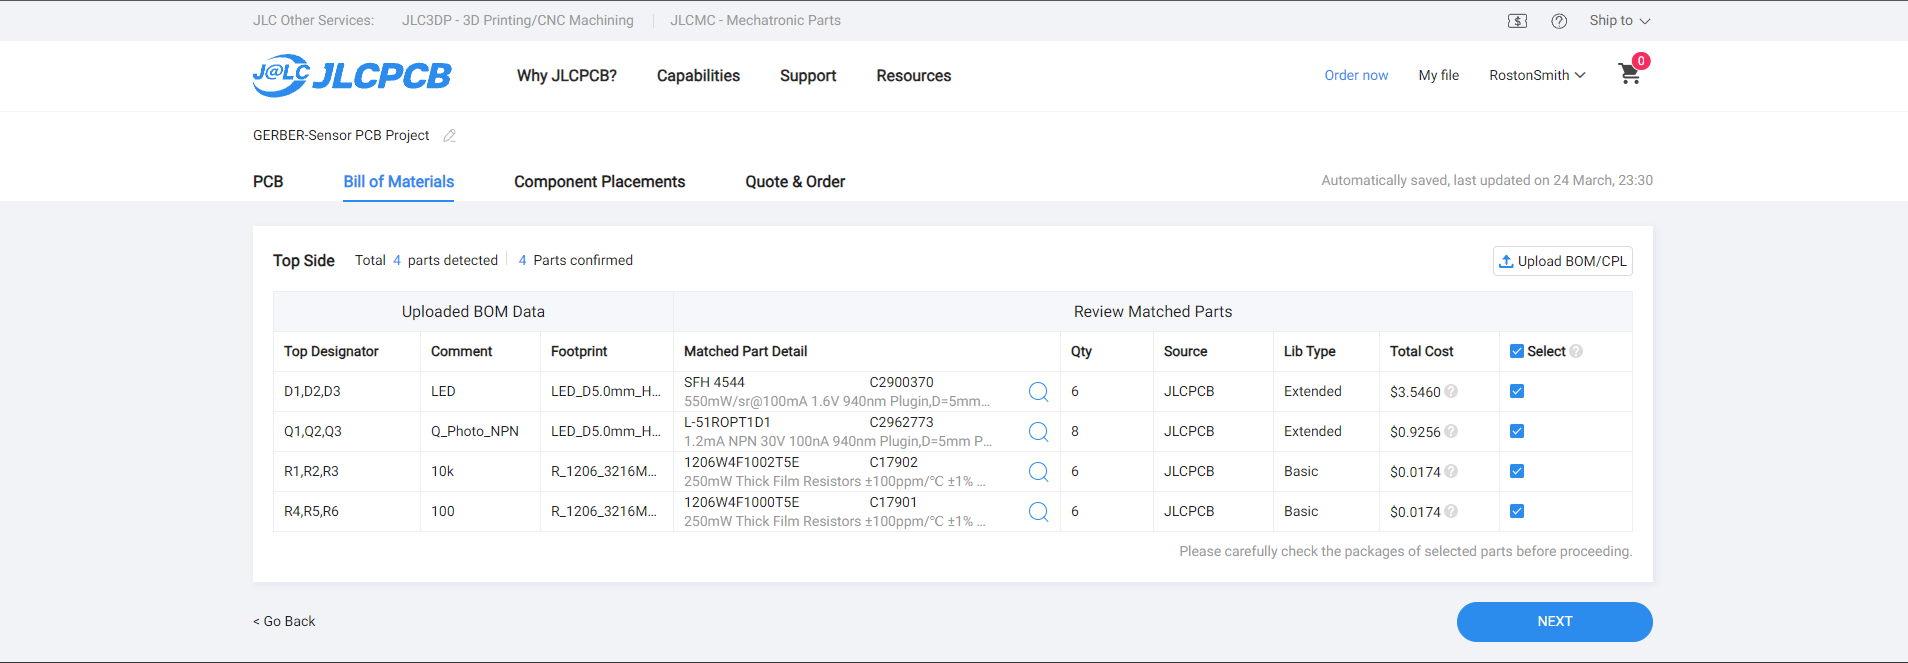 JLC Other Services: JLC3DP - 3D Printing/CNC Machining JLCMC - Mechatronic Parts $ ? Ship to
J@LC JLCPCB Why JLCPCB? Capabilities Support Resources Order now My file RostonSmith 0
GERBER-Sensor PCB Project
PCB Bill of Materials Component Placements Quote & Order Automatically saved, last updated on 24 March, 23:30
Top Side Total 4 parts detected 4 Parts confirmed Upload BOM/CPL
Uploaded BOM Data Review Matched Parts
Top Designator Comment Footprint Matched Part Detail Qty Source Lib Type Total Cost Select ?
D1,D2,D3 LED LED_D5.0mm_H... SFH 4544 C2900370 6 JLCPCB Extended $3.5460 ?
550mW/sr@100mA 1.6V 940nm Plugin,D=5mm...
Q1,Q2,Q3 Q_Photo_NPN LED_D5.0mm_H... L-51ROPT1D1 C2962773 8 JLCPCB Extended $0.9256 ?
1.2mA NPN 30V 100nA 940nm Plugin,D=5mm P...
R1,R2,R3 10k R_1206_3216M... 1206W4F1002T5E C17902 6 JLCPCB Basic $0.0174 ?
250mW Thick Film Resistors ±100ppm/℃ ±1% ...
R4,R5,R6 100 R_1206_3216M... 1206W4F1000T5E C17901 6 JLCPCB Basic $0.0174 ?
250mW Thick Film Resistors ±100ppm/℃ ±1% ...
Please carefully check the packages of selected parts before proceeding.
< Go Back NEXT